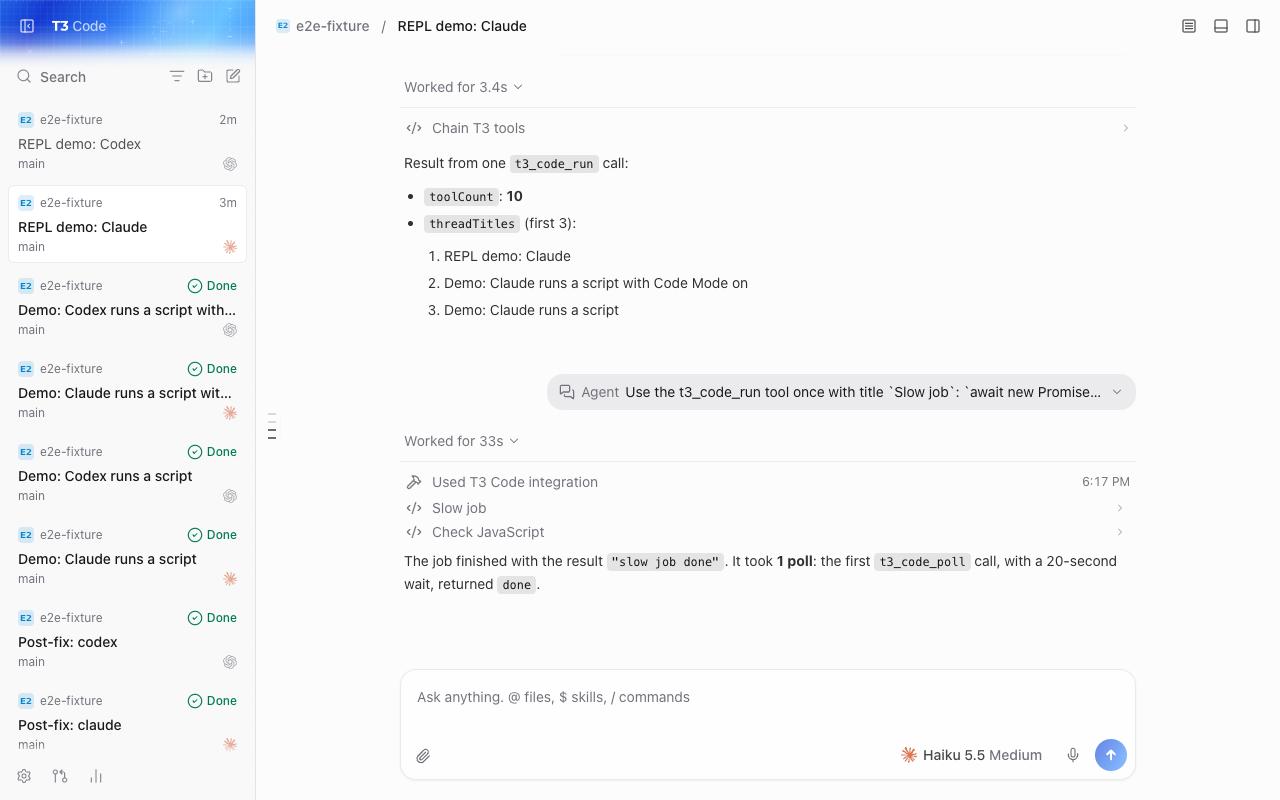 T3 Code
Search
E2 e2e-fixture 2m
REPL demo: Codex
main
E2 e2e-fixture 3m
REPL demo: Claude
main
E2 e2e-fixture Done
Demo: Codex runs a script with...
main
E2 e2e-fixture Done
Demo: Claude runs a script wit...
main
E2 e2e-fixture Done
Demo: Codex runs a script
main
E2 e2e-fixture Done
Demo: Claude runs a script
main
E2 e2e-fixture Done
Post-fix: codex
main
E2 e2e-fixture Done
Post-fix: claude
main
E2 e2e-fixture / REPL demo: Claude
Worked for 3.4s
Chain T3 tools
Result from one t3_code_run call:
• toolCount: 10
• threadTitles (first 3):
1. REPL demo: Claude
2. Demo: Claude runs a script with Code Mode on
3. Demo: Claude runs a script
Agent Use the t3_code_run tool once with title `Slow job`: `await new Promise...
Worked for 33s
Used T3 Code integration 6:17 PM
Slow job
Check JavaScript
The job finished with the result "slow job done". It took 1 poll: the first t3_code_poll call, with a 20-second
wait, returned done.
Ask anything. @ files, $ skills, / commands
Haiku 5.5 Medium